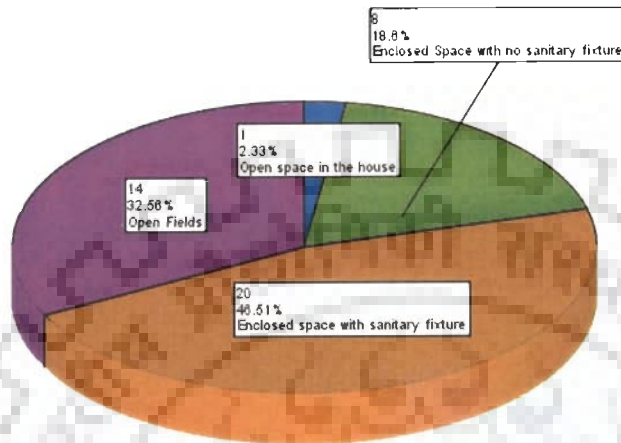 8
18.6%
Enclosed Space with no sanitary fixture
1
2.33%
Open space in the house
14
32.56%
Open Fields
20
46.51%
Enclosed space with sanitary fixture